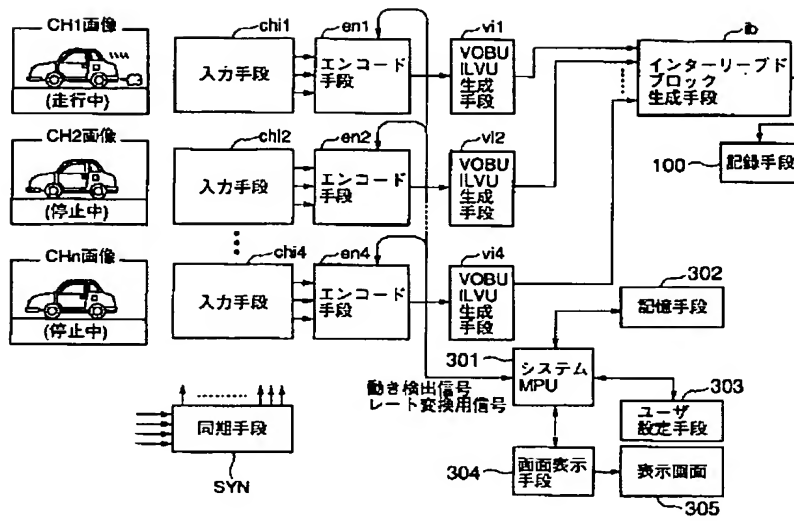 CH1画像
(走行中)
chi1
入力手段
en1
エンコード
手段
vi1
VOBU
ILVU
生成
手段
ib
インターリーブド
ブロック
生成手段
100
記録手段
CH2画像
(停止中)
chi2
入力手段
en2
エンコード
手段
vi2
VOBU
ILVU
生成
手段
CHn画像
(停止中)
chi4
入力手段
en4
エンコード
手段
vi4
VOBU
ILVU
生成
手段
302
記憶手段
301
システム
MPU
動き検出信号
レート変換用信号
303
ユーザ
設定手段
同期手段
SYN
304
画面表示
手段
表示画面
305